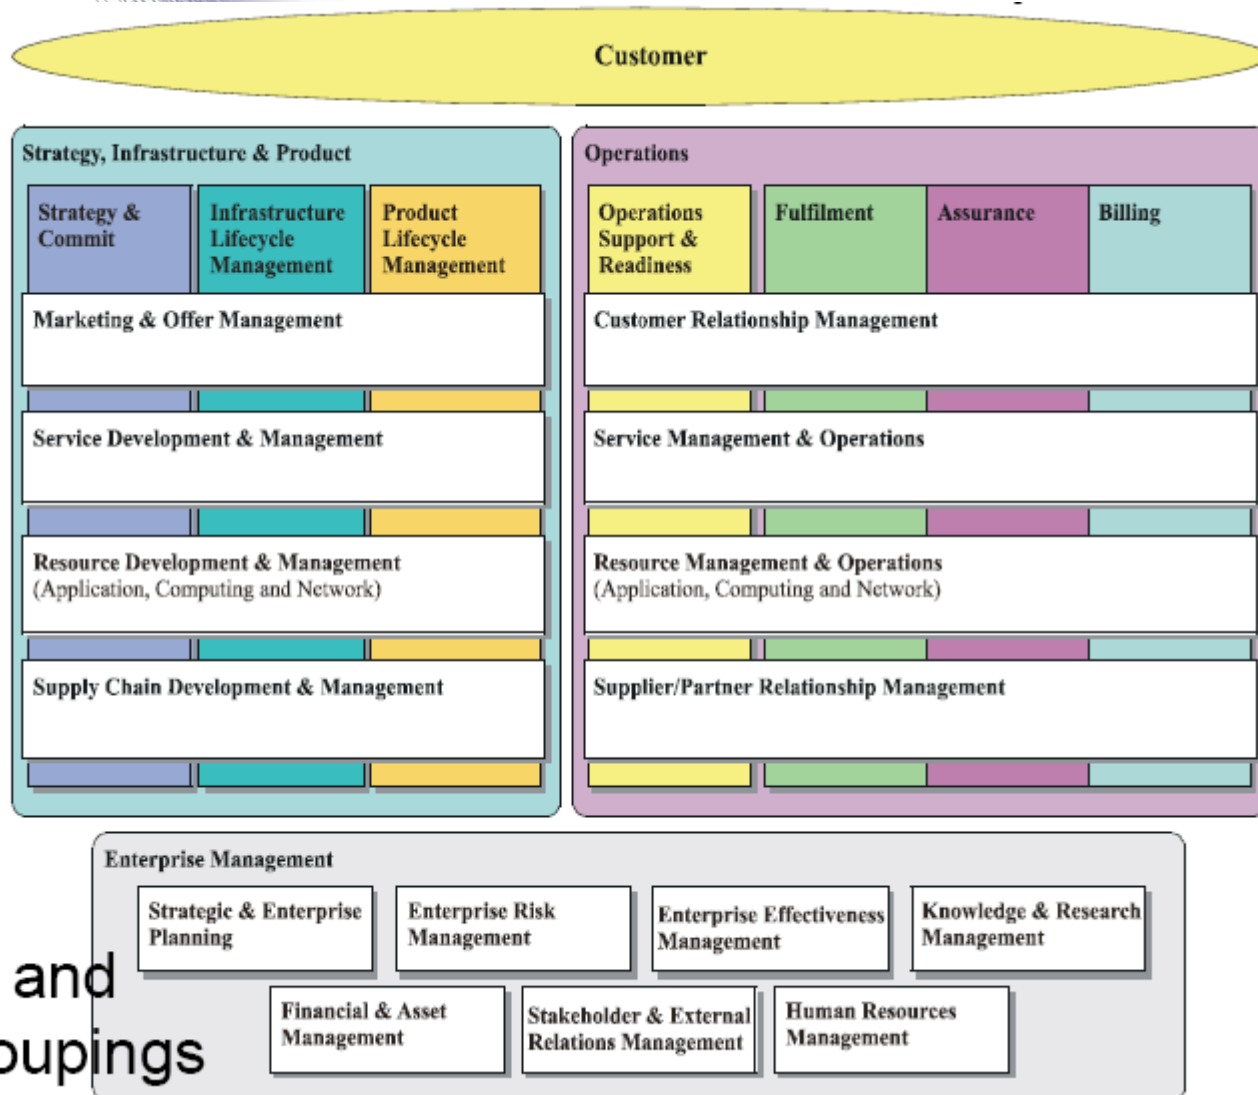 Customer
Strategy, Infrastructure & Product
Strategy &
Commit
Infrastructure
Lifecycle
Management
Product
Lifecycle
Management
Marketing & Offer Management
Service Development & Management
Resource Development & Management
(Application, Computing and Network)
Supply Chain Development & Management
Operations
Operations
Support &
Readiness
Fulfilment
Assurance
Billing
Customer Relationship Management
Service Management & Operations
Resource Management & Operations
(Application, Computing and Network)
Supplier/Partner Relationship Management
Enterprise Management
Strategic & Enterprise
Planning
Enterprise Risk
Management
Enterprise Effectiveness
Management
Knowledge & Research
Management
Financial & Asset
Management
Stakeholder & External
Relations Management
Human Resources
Management
and
oupings